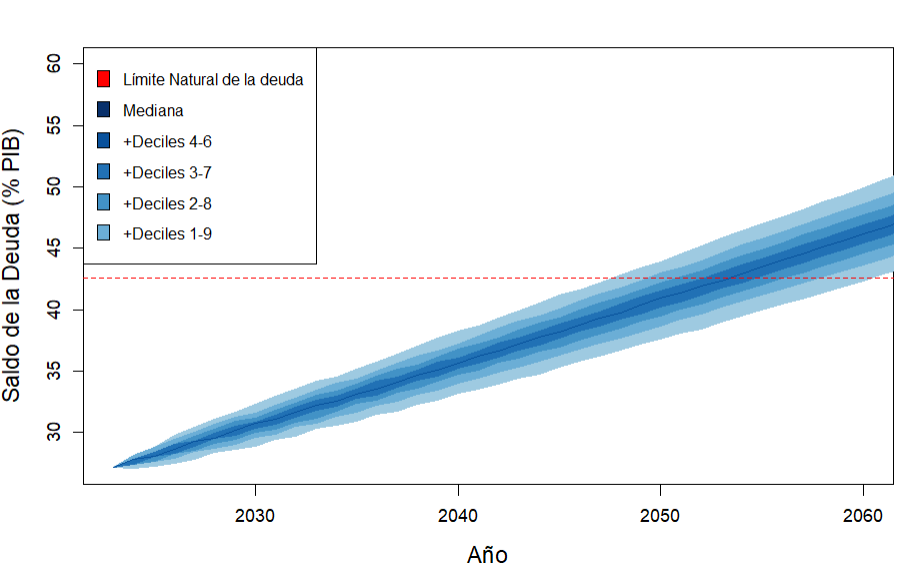 Límite Natural de la deuda
Mediana
+Deciles 4-6
+Deciles 3-7
+Deciles 2-8
+Deciles 1-9
Saldo de la Deuda (% PIB)
60
55
50
45
40
35
30
2030
2040
2050
2060
Año